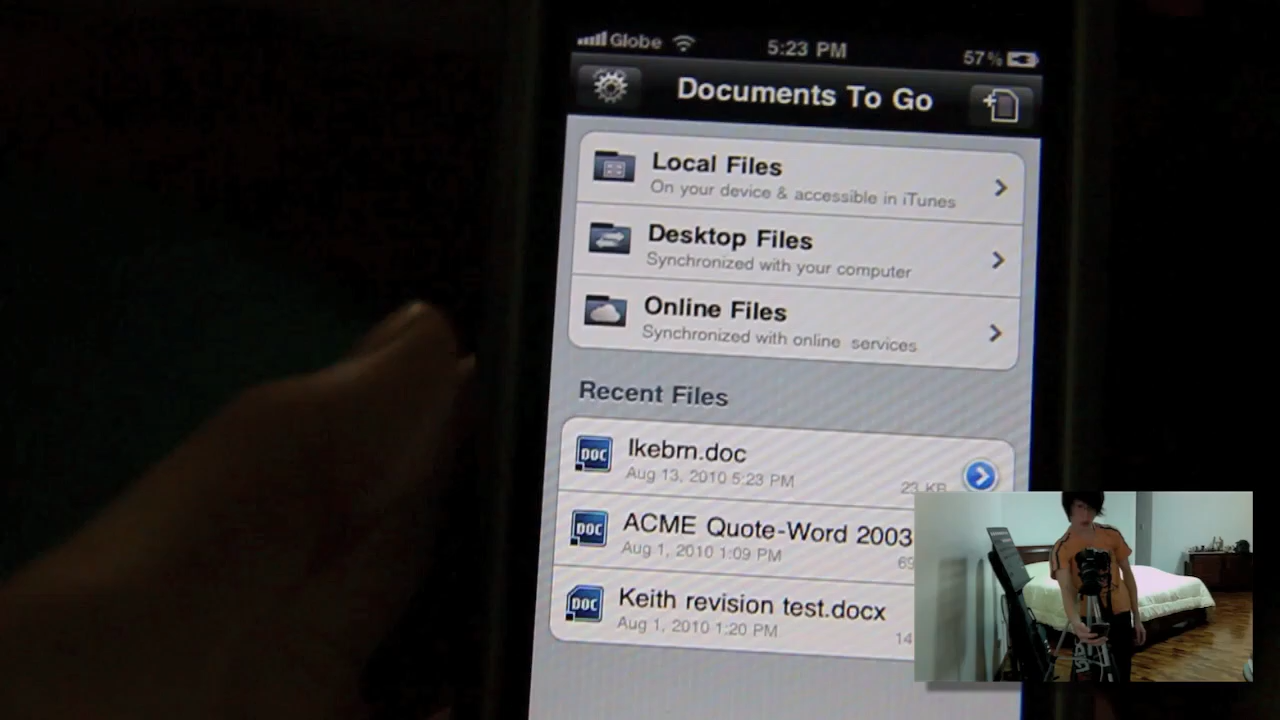 Globe 5:23 PM 57%
Documents To Go
Local Files
On your device & accessible in iTunes
Desktop Files
Synchronized with your computer
Online Files
Synchronized with online services
Recent Files
DOC Ikebrn.doc
Aug 13, 2010 5:23 PM 23 KB
DOC ACME Quote-Word 2003
Aug 1, 2010 1:09 PM 69
DOC Keith revision test.docx
Aug 1, 2010 1:20 PM 14